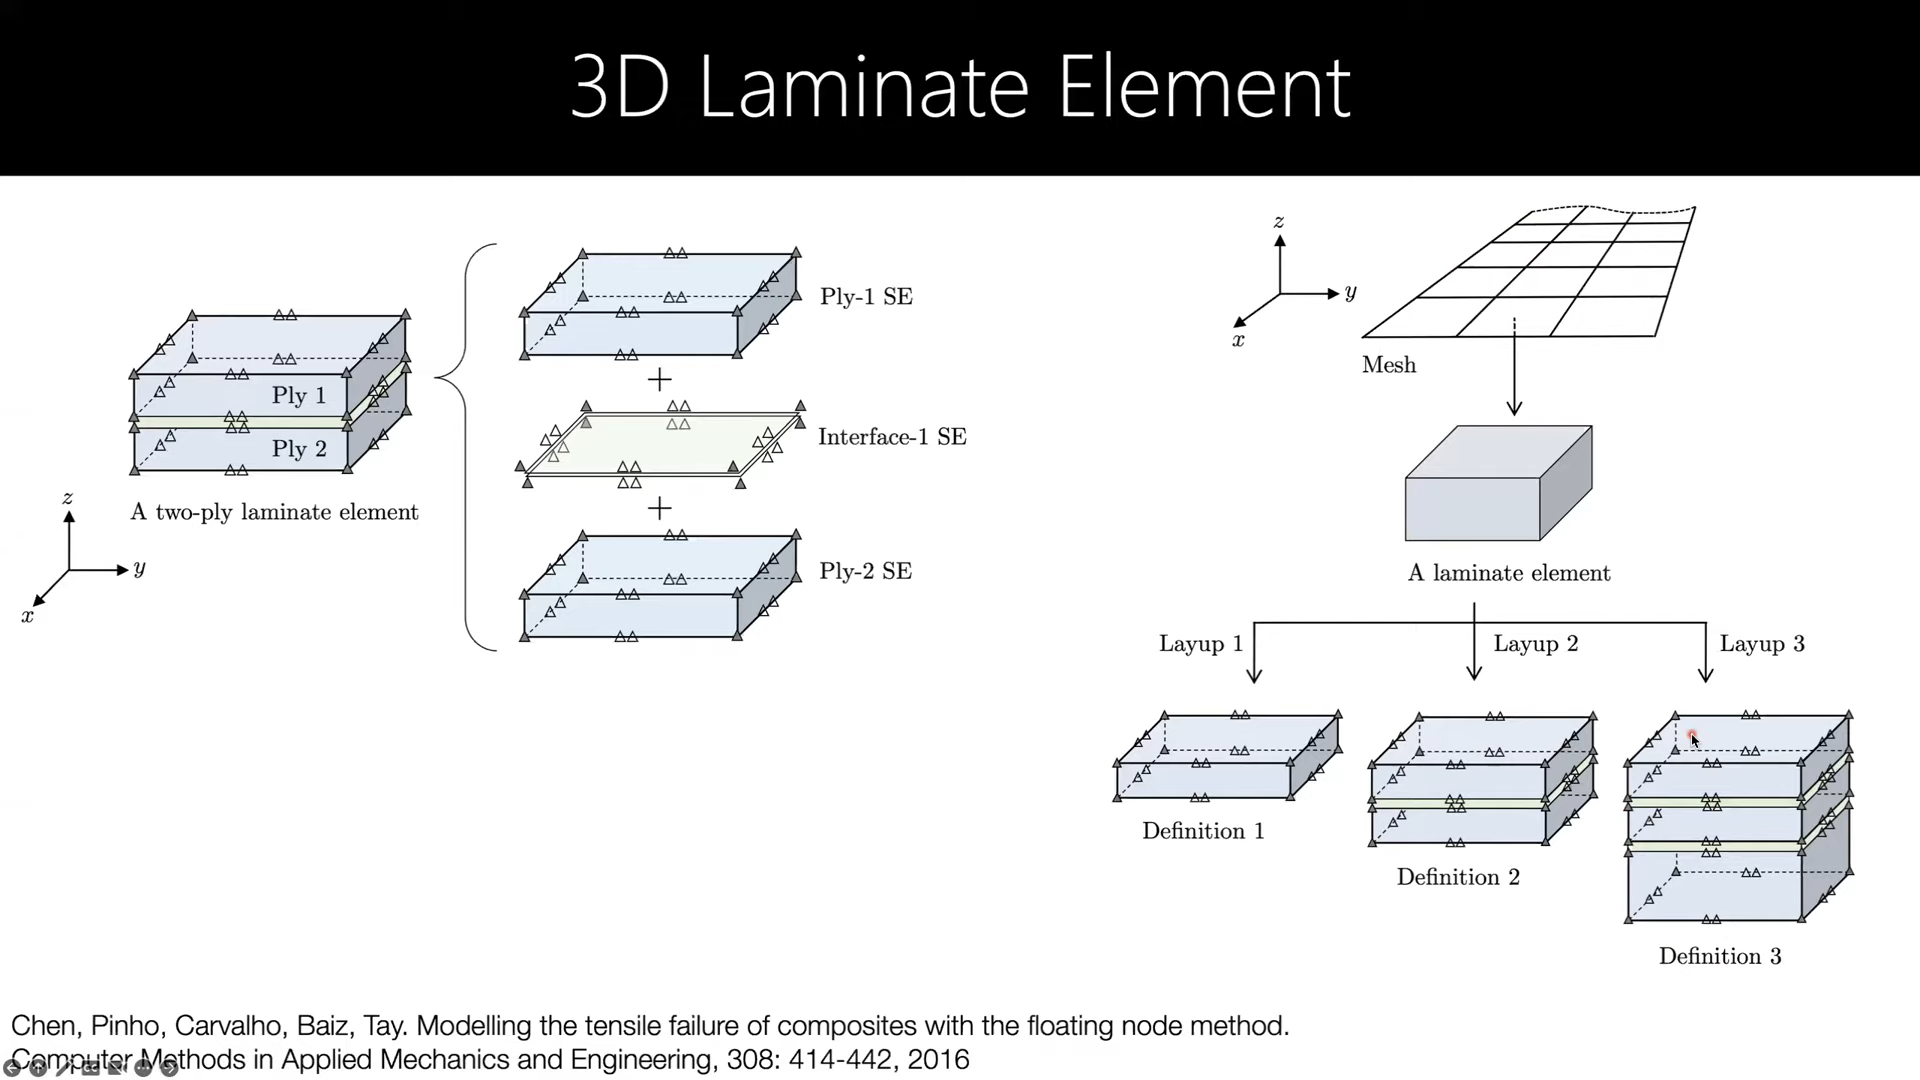 3D Laminate Element
Ply 1
Ply 2
A two-ply laminate element
z
y
x
Ply-1 SE
+
Interface-1 SE
+
Ply-2 SE
z
y
x
Mesh
A laminate element
Layup 1
Layup 2
Layup 3
Definition 1
Definition 2
Definition 3
Chen, Pinho, Carvalho, Baiz, Tay. Modelling the tensile failure of composites with the floating node method.
Computer Methods in Applied Mechanics and Engineering, 308: 414-442, 2016